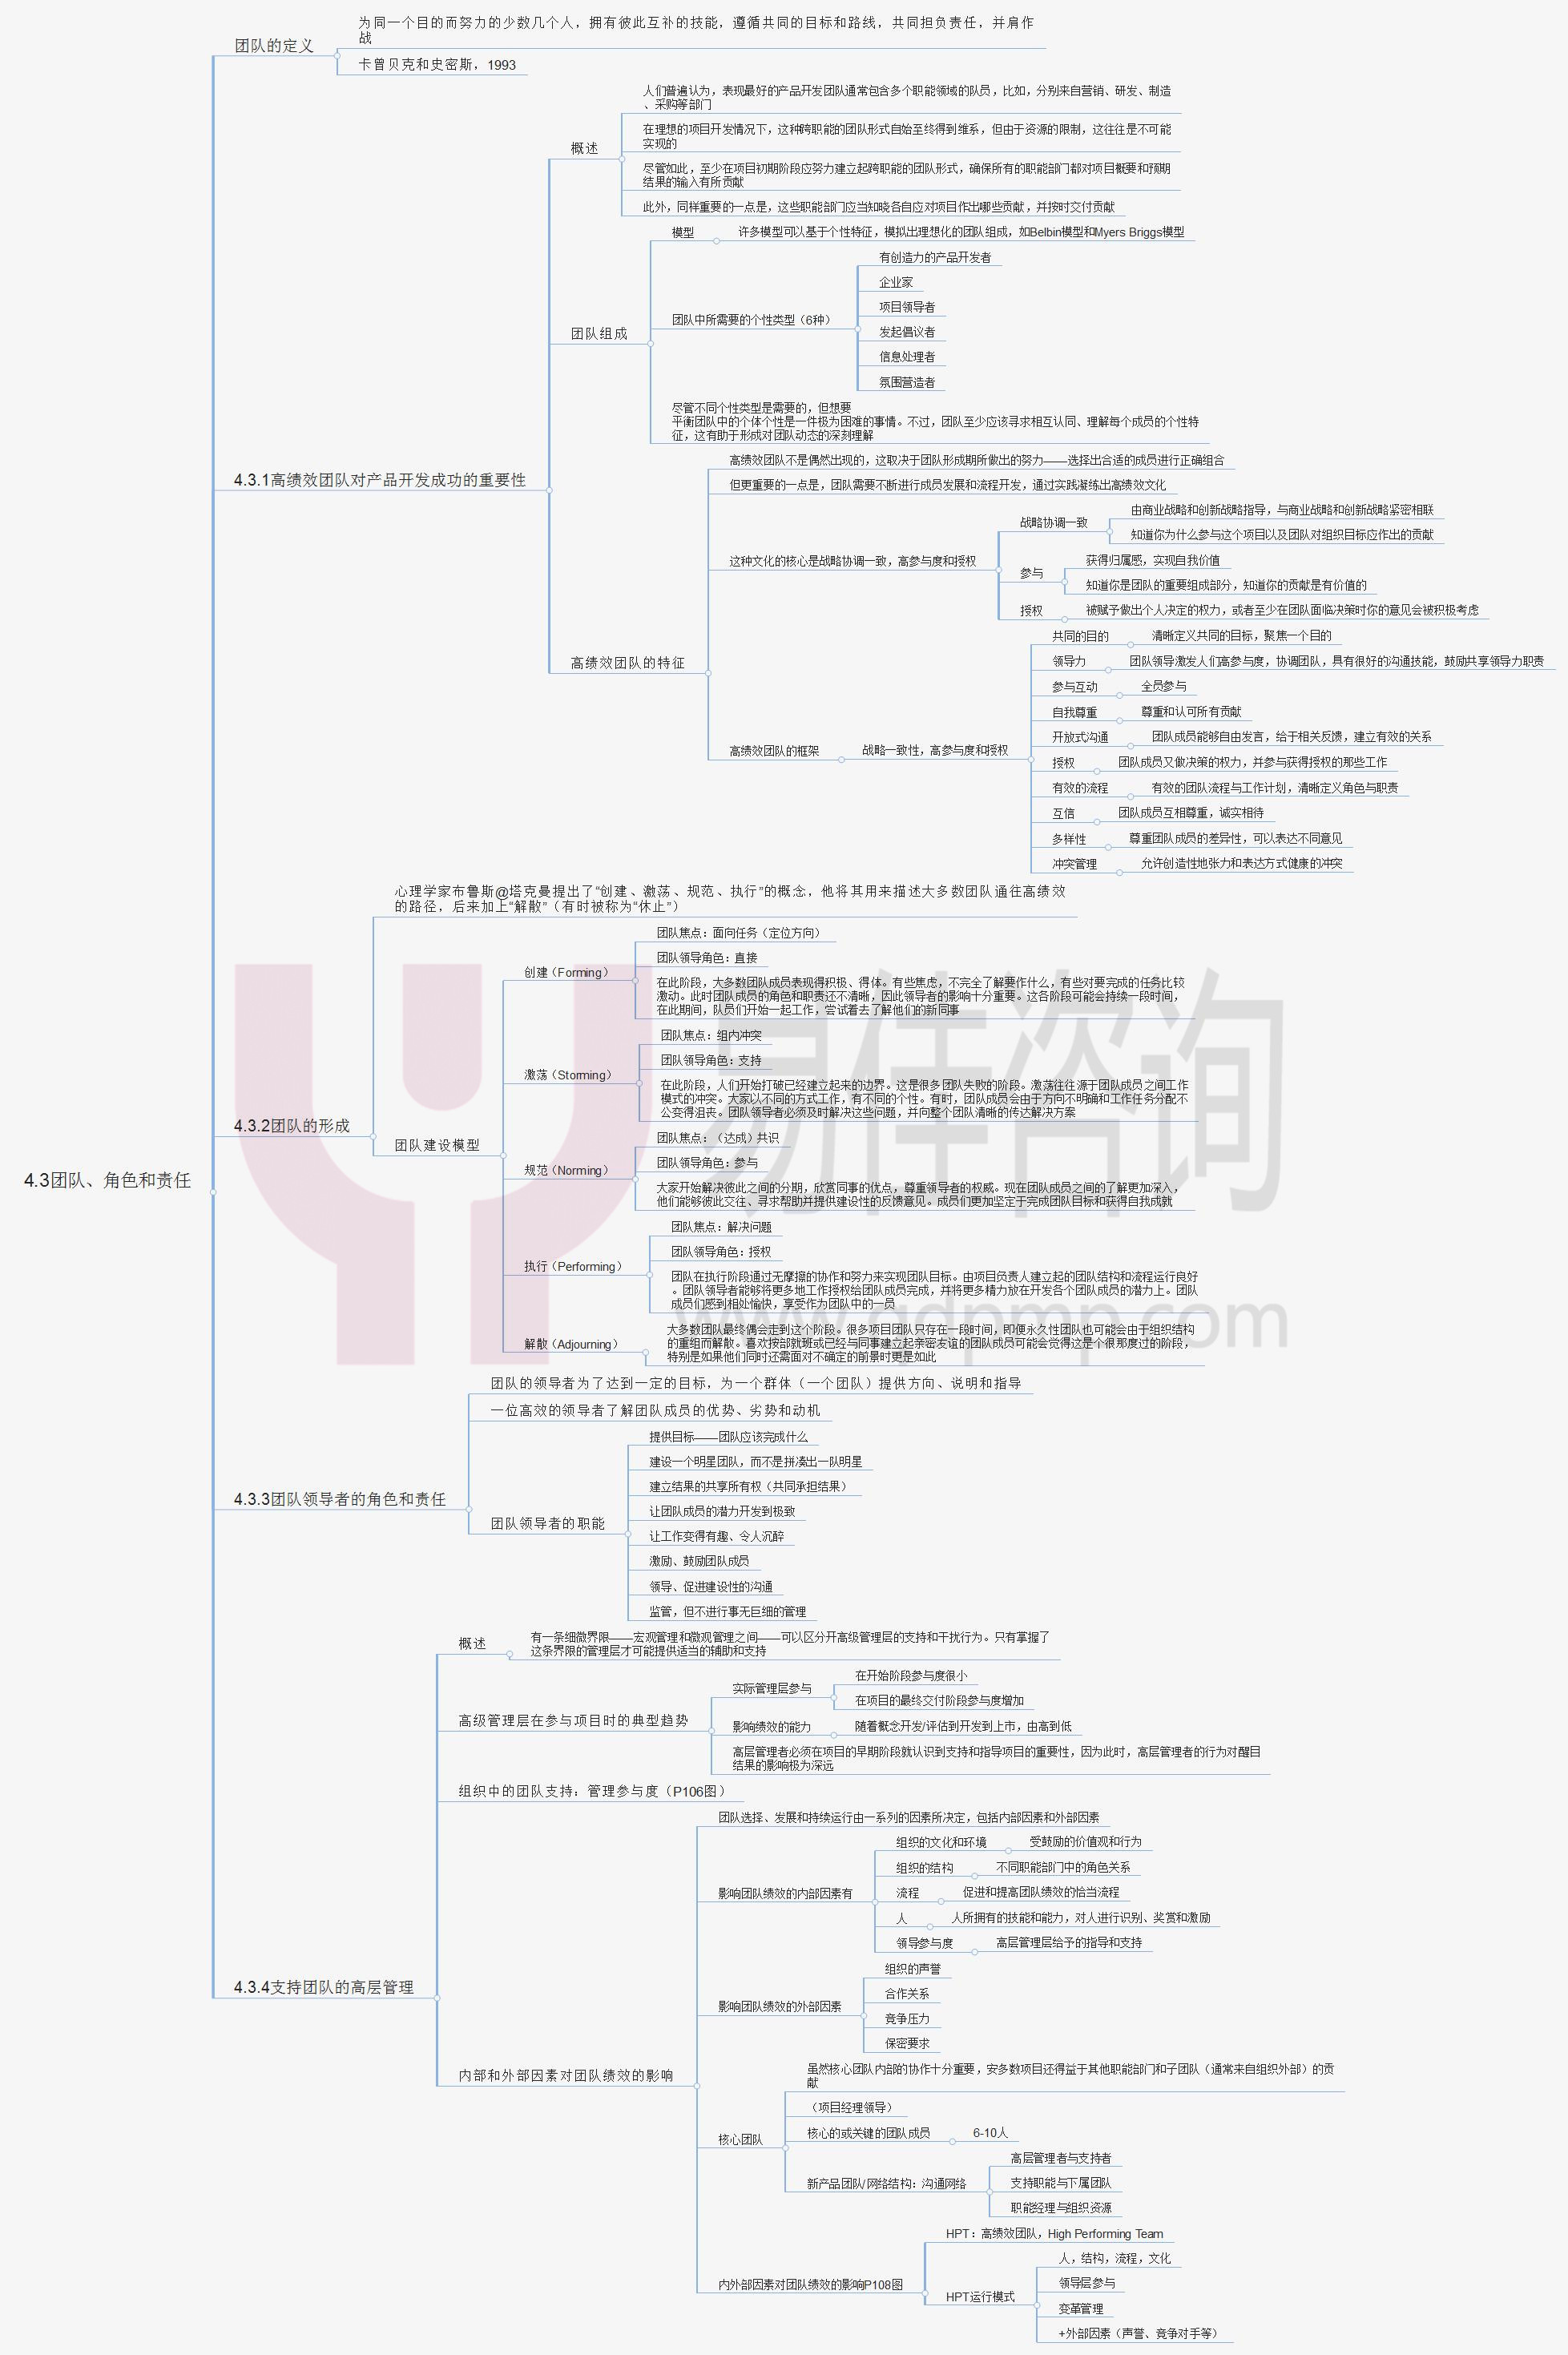 4.3团队、角色和责任
团队的定义
为同一个目的而努力的少数几个人，拥有彼此互补的技能，遵循共同的目标和路线，共同担负责任，并肩作
战
卡曾贝克和史密斯，1993
4.3.1高绩效团队对产品开发成功的重要性
概述
人们普遍认为，表现最好的产品开发团队通常包含多个职能领域的队员，比如，分别来自营销、研发、制造
、采购等部门
在理想的项目开发情况下，这种跨职能的团队形式自始至终得到维系，但由于资源的限制，这往往是不可能
实现的
尽管如此，至少在项目初期阶段应努力建立起跨职能的团队形式，确保所有的职能部门都对项目概要和预期
结果的输入有所贡献
此外，同样重要的一点是，这些职能部门应当知晓各自应对项目作出哪些贡献，并按时交付贡献
团队组成
模型
许多模型可以基于个性特征，模拟出理想化的团队组成，如Belbin模型和Myers Briggs模型
团队中所需要的个性类型（6种）
有创造力的产品开发者
企业家
项目领导者
发起倡议者
信息处理者
氛围营造者
尽管不同个性类型是需要的，但想要
平衡团队中的个体个性是一件极为困难的事情。不过，团队至少应该寻求相互认同、理解每个成员的个性特
征，这有助于形成对团队动态的深刻理解
高绩效团队的特征
高绩效团队不是偶然出现的，这取决于团队形成期所做出的努力——选择出合适的成员进行正确组合
但更重要的一点是，团队需要不断进行成员发展和流程开发，通过实践凝练出高绩效文化
这种文化的核心是战略协调一致，高参与度和授权
战略协调一致
由商业战略和创新战略指导，与商业战略和创新战略紧密相联
知道你为什么参与这个项目以及团队对组织目标应作出的贡献
参与
获得归属感，实现自我价值
知道你是团队的重要组成部分，知道你的贡献是有价值的
授权
被赋予做出个人决定的权力，或者至少在团队面临决策时你的意见会被积极考虑
高绩效团队的框架
战略一致性，高参与度和授权
共同的目的
清晰定义共同的目标，聚焦一个目的
领导力
团队领导激发人们高参与度，协调团队，具有很好的沟通技能，鼓励共享领导力职责
参与互动
全员参与
自我尊重
尊重和认可所有贡献
开放式沟通
团队成员能够自由发言，给于相关反馈，建立有效的关系
授权
团队成员又做决策的权力，并参与获得授权的那些工作
有效的流程
有效的团队流程与工作计划，清晰定义角色与职责
互信
团队成员互相尊重，诚实相待
多样性
尊重团队成员的差异性，可以表达不同意见
冲突管理
允许创造性地张力和表达方式健康的冲突
4.3.2团队的形成
心理学家布鲁斯@塔克曼提出了“创建、激荡、规范、执行”的概念，他将其用来描述大多数团队通往高绩效
的路径，后来加上“解散”（有时被称为“休止”）
团队建设模型
创建（Forming）
团队焦点：面向任务（定位方向）
团队领导角色：直接
在此阶段，大多数团队成员表现得积极、得体。有些焦虑，不完全了解要作什么，有些对要完成的任务比较
激动。此时团队成员的角色和职责还不清晰，因此领导者的影响十分重要。这各阶段可能会持续一段时间，
在此期间，队员们开始一起工作，尝试着去了解他们的新同事
激荡（Storming）
团队焦点：组内冲突
团队领导角色：支持
在此阶段，人们开始打破已经建立起来的边界。这是很多团队失败的阶段。激荡往往源于团队成员之间工作
模式的冲突。大家以不同的方式工作，有不同的个性。有时，团队成员会由于方向不明确和工作任务分配不
公变得沮丧。团队领导者必须及时解决这些问题，并向整个团队清晰的传达解决方案
规范（Norming）
团队焦点：（达成）共识
团队领导角色：参与
大家开始解决彼此之间的分期，欣赏同事的优点，尊重领导者的权威。现在团队成员之间的了解更加深入，
他们能够彼此交往、寻求帮助并提供建设性的反馈意见。成员们更加坚定于完成团队目标和获得自我成就
执行（Performing）
团队焦点：解决问题
团队领导角色：授权
团队在执行阶段通过无摩擦的协作和努力来实现团队目标。由项目负责人建立起的团队结构和流程运行良好
。团队领导者能够将更多地工作授权给团队成员完成，并将更多精力放在开发各个团队成员的潜力上。团队
成员们感到相处愉快，享受作为团队中的一员
解散（Adjourning）
大多数团队最终偶会走到这个阶段。很多项目团队只存在一段时间，即便永久性团队也可能会由于组织结构
的重组而解散。喜欢按部就班或已经与同事建立起亲密友谊的团队成员可能会觉得这是个很那度过的阶段，
特别是如果他们同时还需面对不确定的前景时更是如此
易佳咨询
www.gdpmp.com
4.3.3团队领导者的角色和责任
团队的领导者为了达到一定的目标，为一个群体（一个团队）提供方向、说明和指导
一位高效的领导者了解团队成员的优势、劣势和动机
团队领导者的职能
提供目标——团队应该完成什么
建设一个明星团队，而不是拼凑出一队明星
建立结果的共享所有权（共同承担结果）
让团队成员的潜力开发到极致
让工作变得有趣、令人沉醉
激励、鼓励团队成员
领导、促进建设性的沟通
监管，但不进行事无巨细的管理
4.3.4支持团队的高层管理
概述
有一条细微界限——宏观管理和微观管理之间——可以区分开高级管理层的支持和干扰行为。只有掌握了
这条界限的管理层才可能提供适当的辅助和支持
高级管理层在参与项目时的典型趋势
实际管理层参与
在开始阶段参与度很小
在项目的最终交付阶段参与度增加
影响绩效的能力
随着概念开发/评估到开发到上市，由高到低
高层管理者必须在项目的早期阶段就认识到支持和指导项目的重要性，因为此时，高层管理者的行为对醒目
结果的影响极为深远
组织中的团队支持：管理参与度（P106图）
内部和外部因素对团队绩效的影响
团队选择、发展和持续运行由一系列的因素所决定，包括内部因素和外部因素
影响团队绩效的内部因素有
组织的文化和环境
受鼓励的价值观和行为
组织的结构
不同职能部门中的角色关系
流程
促进和提高团队绩效的恰当流程
人
人所拥有的技能和能力，对人进行识别、奖赏和激励
领导参与度
高层管理层给予的指导和支持
影响团队绩效的外部因素
组织的声誉
合作关系
竞争压力
保密要求
核心团队
虽然核心团队内部的协作十分重要，安多数项目还得益于其他职能部门和子团队（通常来自组织外部）的贡
献
（项目经理领导）
核心的或关键的团队成员
6-10人
新产品团队/网络结构：沟通网络
高层管理者与支持者
支持职能与下属团队
职能经理与组织资源
内外部因素对团队绩效的影响P108图
HPT：高绩效团队，High Performing Team
HPT运行模式
人，结构，流程，文化
领导层参与
变革管理
+外部因素（声誉、竞争对手等）